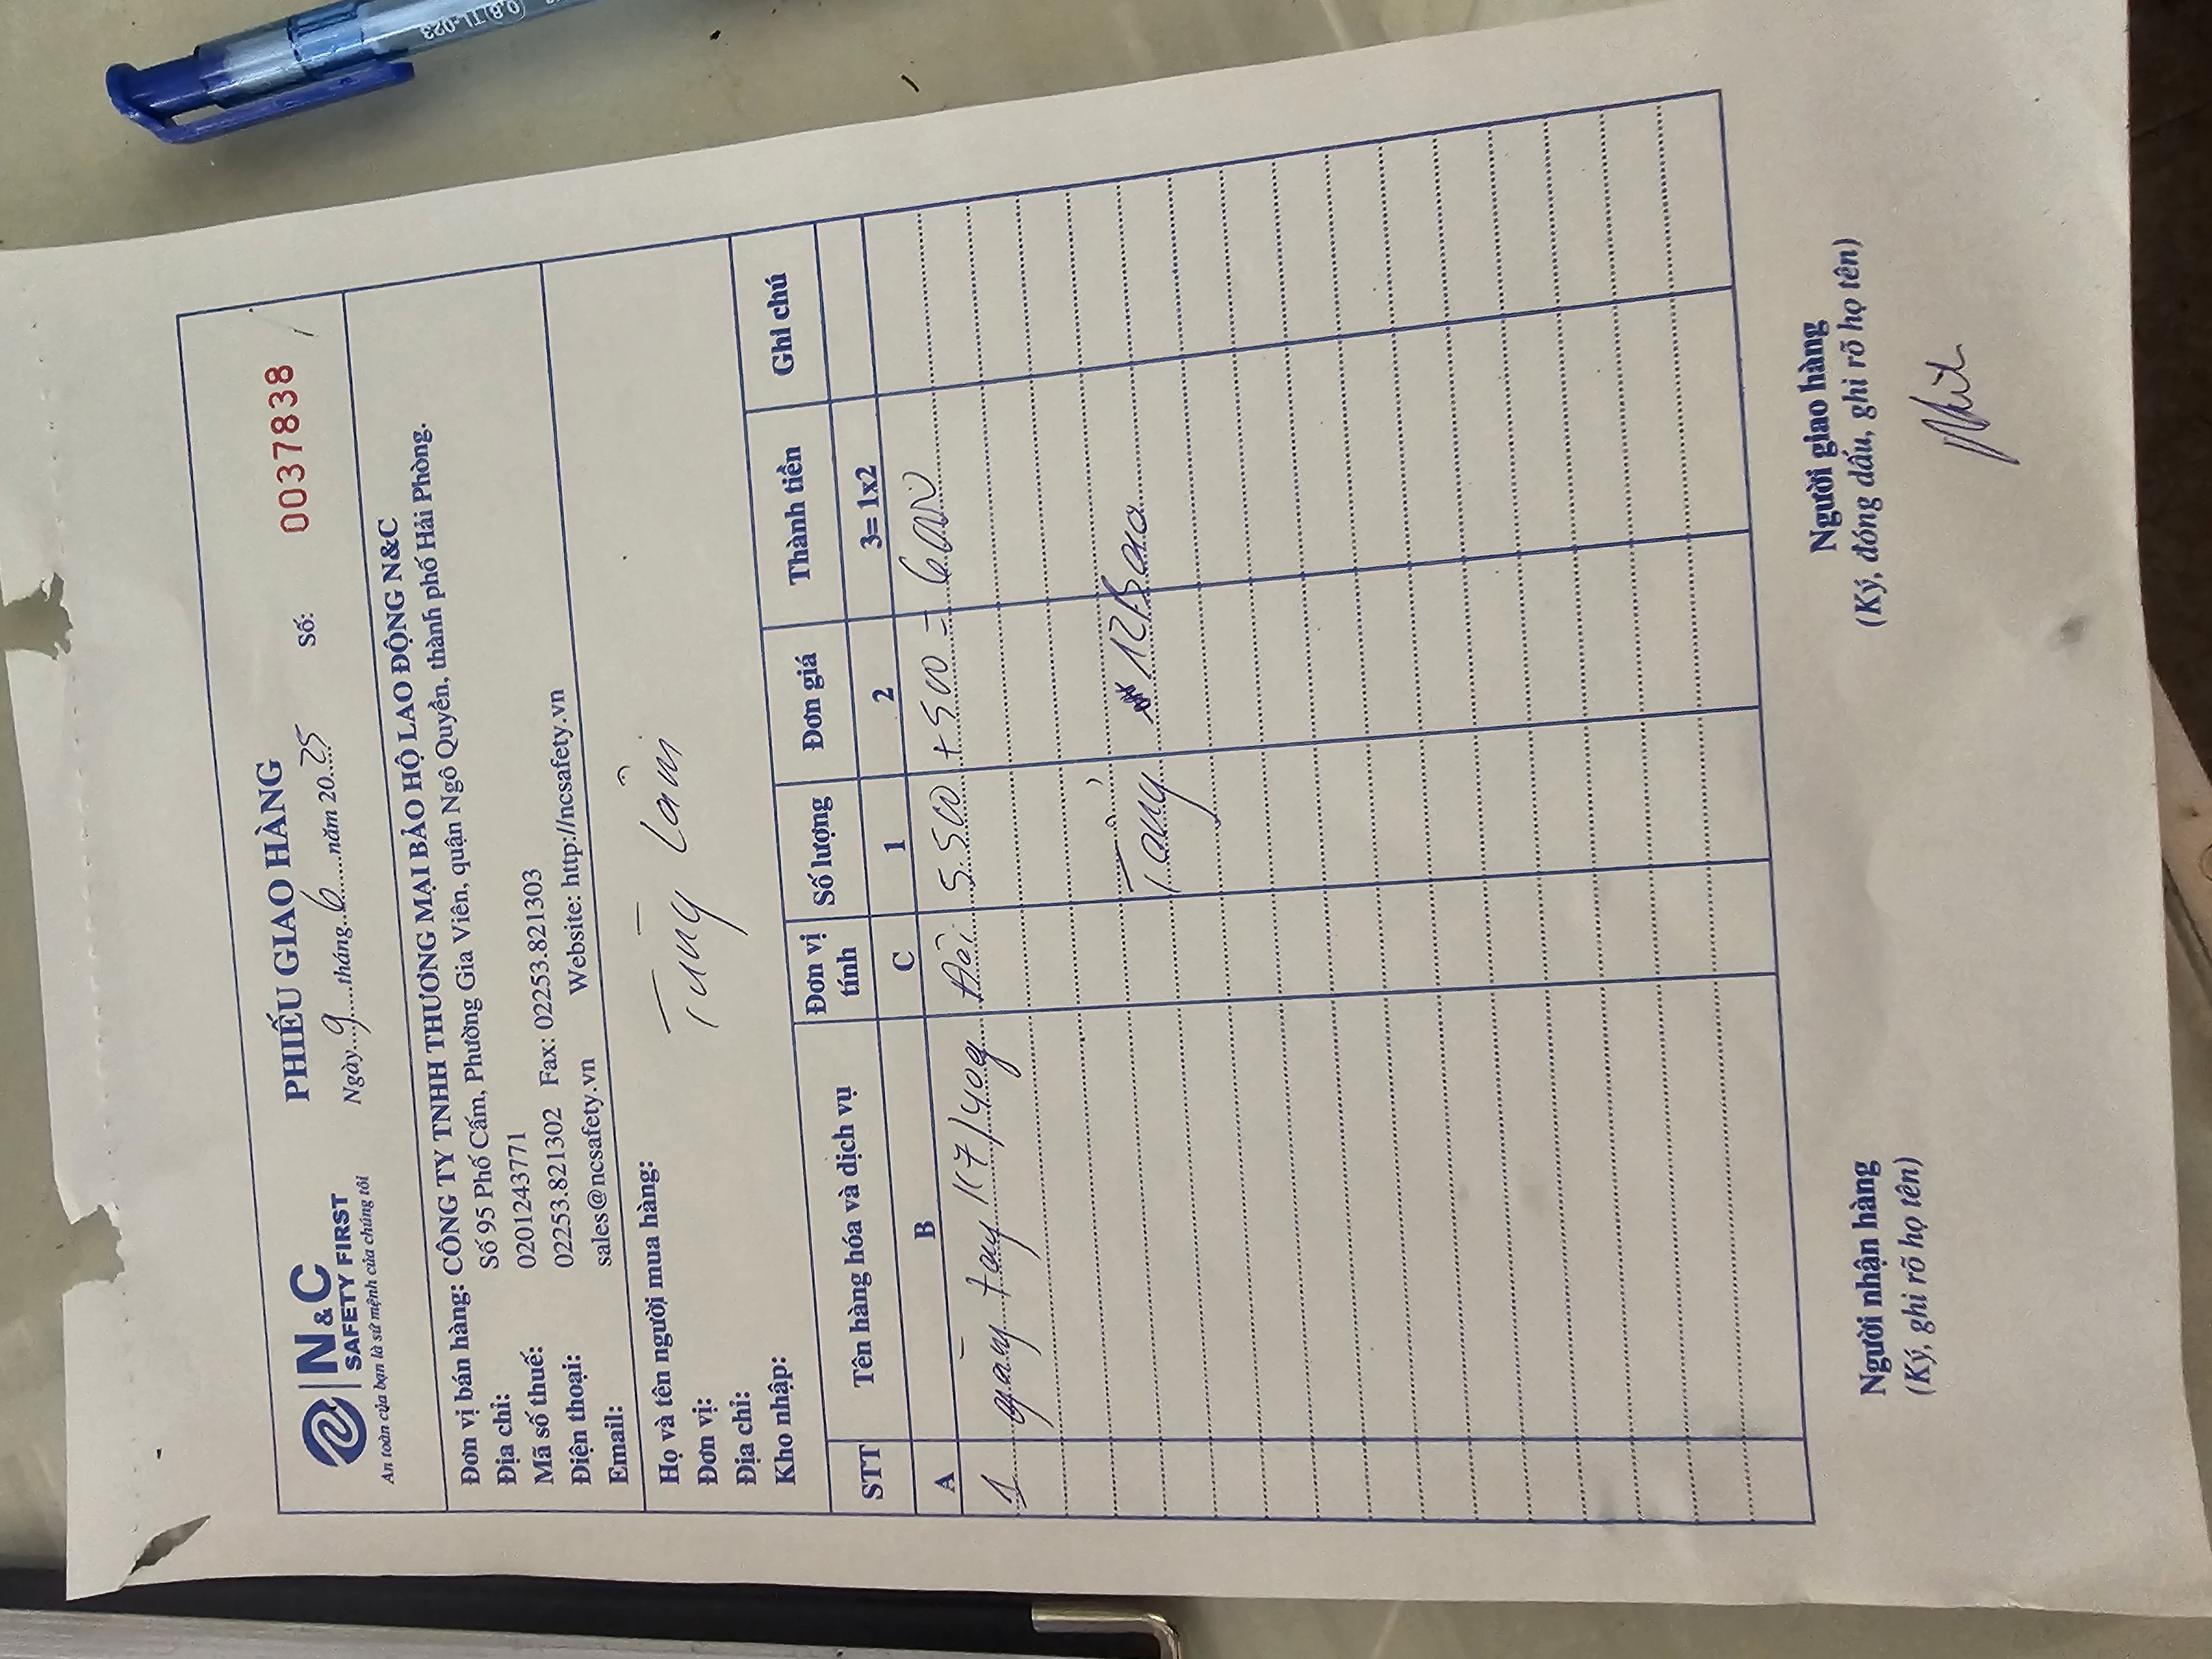 N&C
SAFETY FIRST
An toàn của bạn là sứ mệnh của chúng tôi
PHIẾU GIAO HÀNG
Ngày...9...tháng...6...năm 20.25
Số: 0037838
Đơn vị bán hàng: CÔNG TY TNHH THƯƠNG MẠI BẢO HỘ LAO ĐỘNG N&C
Địa chỉ: Số 95 Phố Cấm, Phường Gia Viên, quận Ngô Quyền, thành phố Hải Phòng.
Mã số thuế: 0201243771
Điện thoại: 02253.821302 Fax: 02253.821303
Email: sales@ncsafety.vn Website: http://ncsafety.vn
Họ và tên người mua hàng:
Đơn vị: Tùng Lâm
Địa chỉ:
Kho nhập:
STT Tên hàng hóa và dịch vụ Đơn vị tính Số lượng Đơn giá Thành tiền Ghi chú
A B C 1 2 3= 1x2
1 găng tay K7/40g đôi 5.500 + 500 = 6000
Tổng 12 Bao
Người nhận hàng
(Ký, ghi rõ họ tên)
Người giao hàng
(Ký, đóng dấu, ghi rõ họ tên)
0.8 TL-023